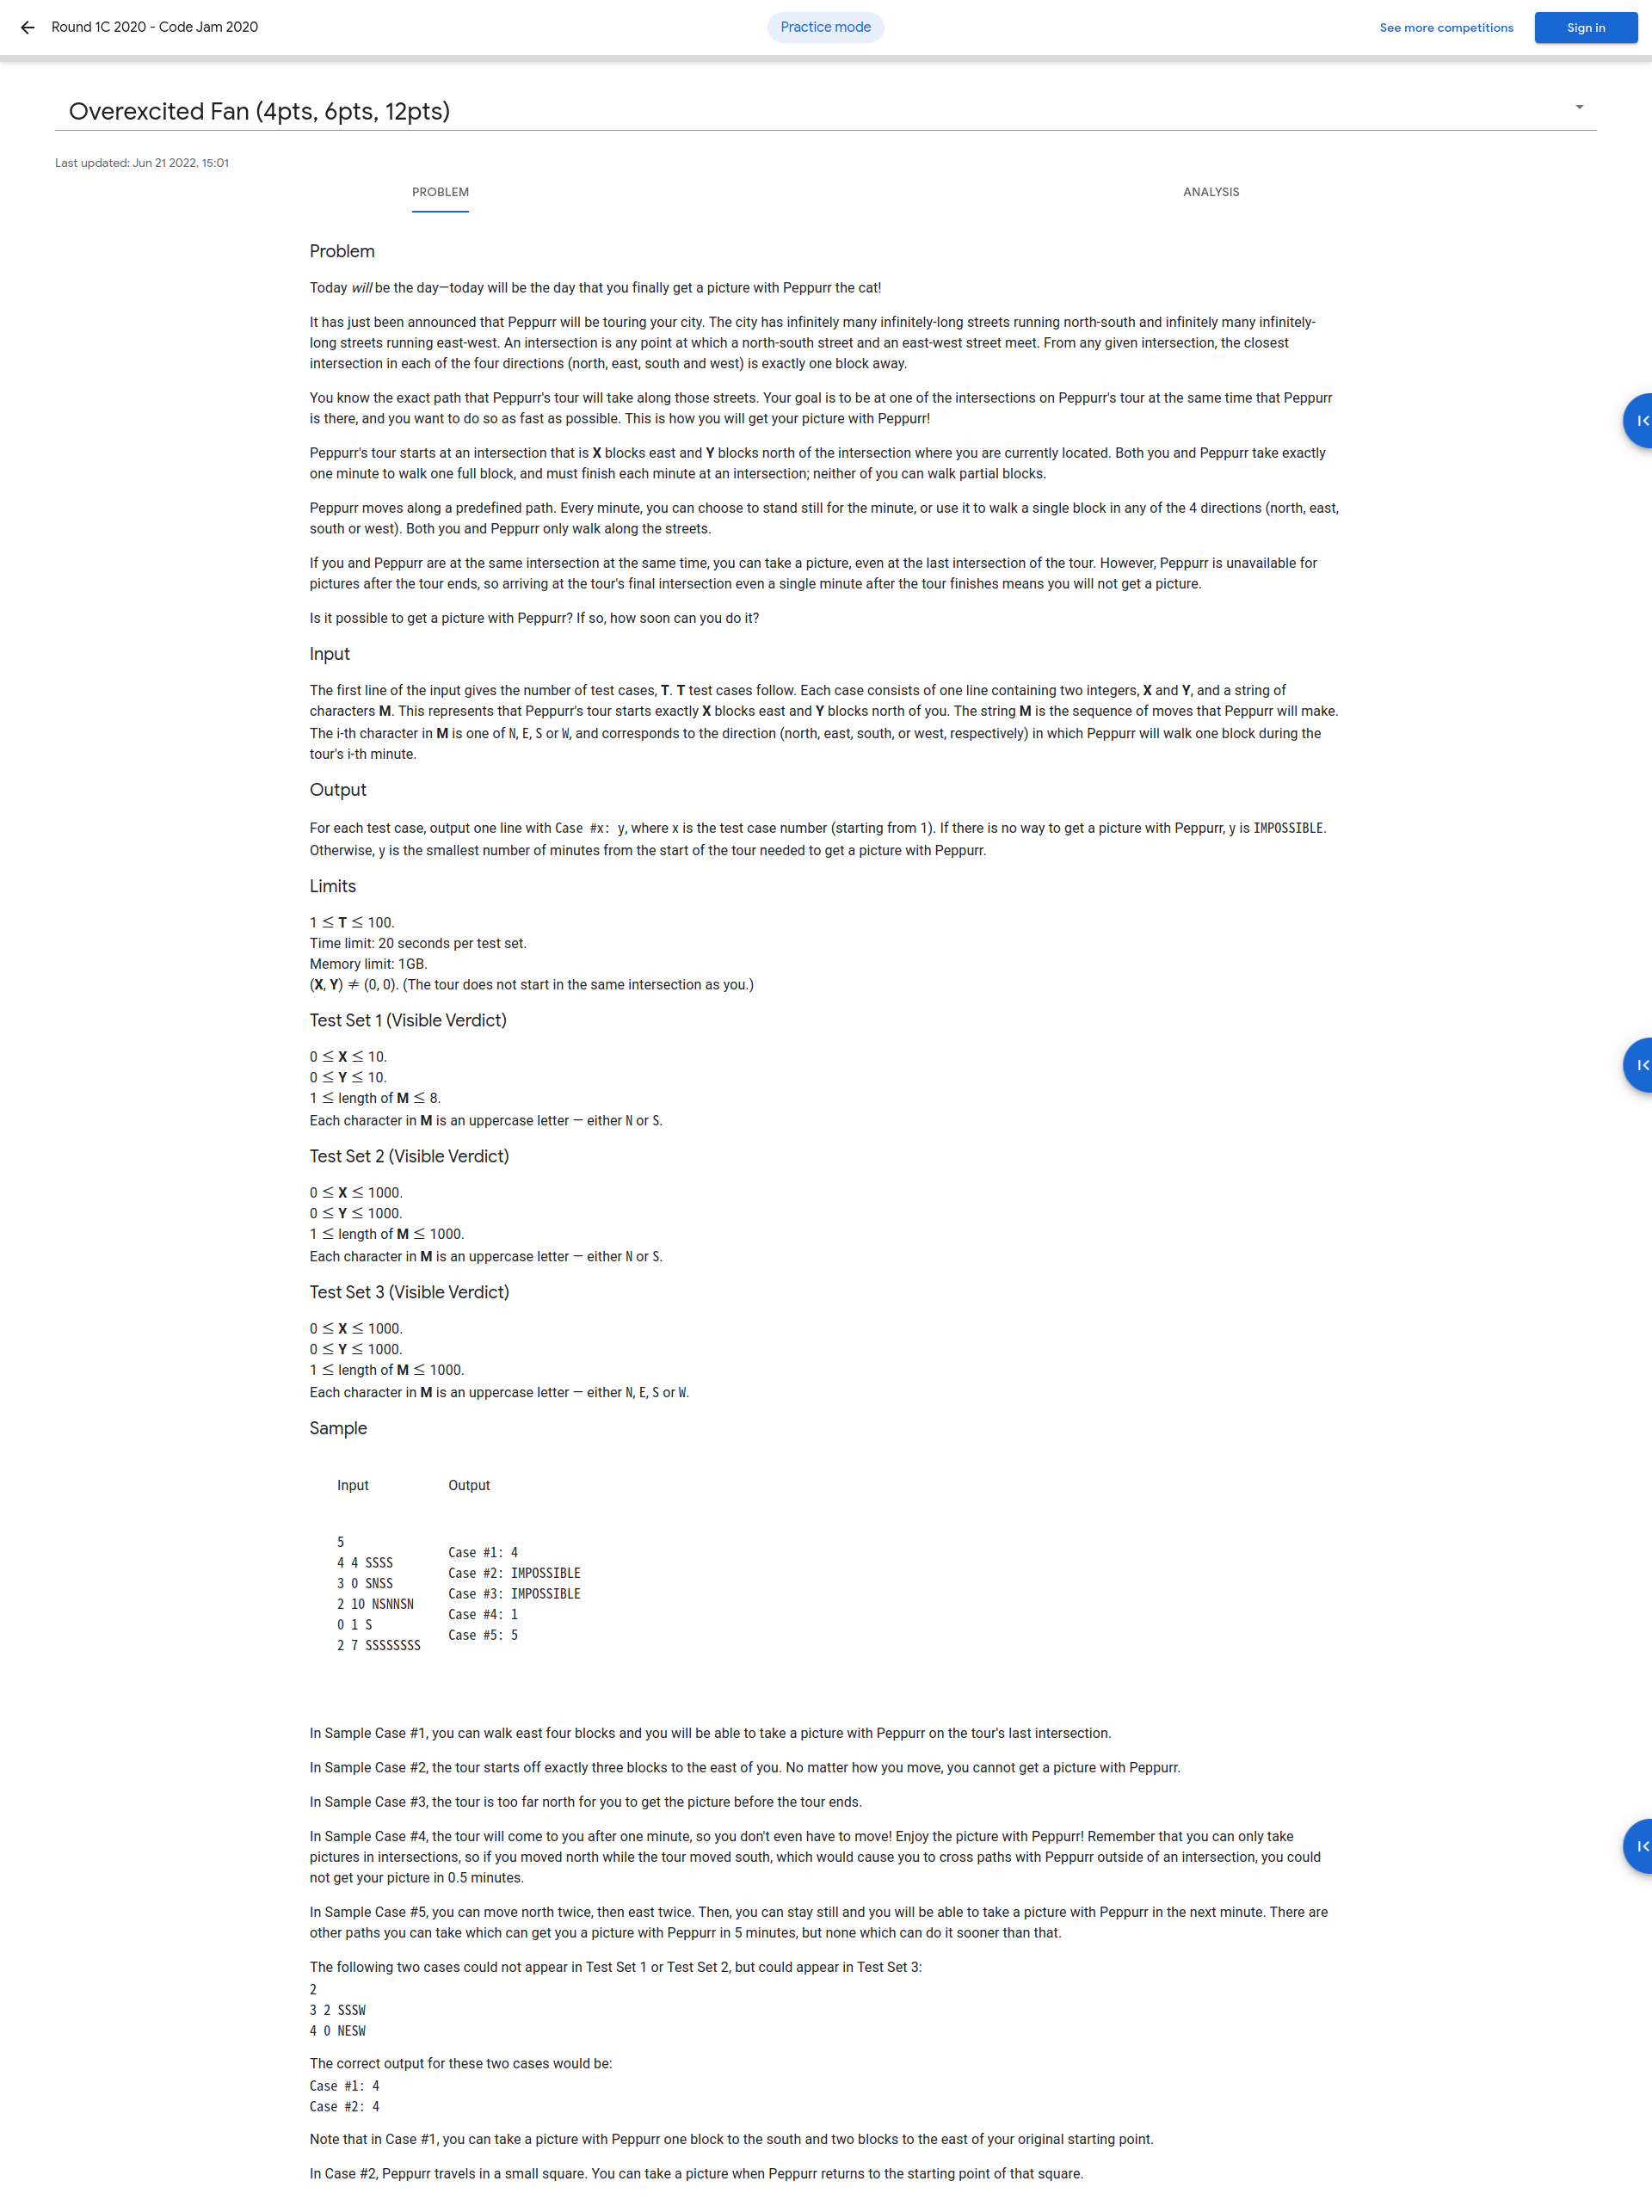 Round 1C 2020 - Code Jam 2020
Practice mode
See more competitions
Sign in
Overexcited Fan (4pts, 6pts, 12pts)
Last updated: Jun 21 2022, 15:01
PROBLEM
ANALYSIS
Problem
Today will be the day—today will be the day that you finally get a picture with Peppurr the cat!
It has just been announced that Peppurr will be touring your city. The city has infinitely many infinitely-long streets running north-south and infinitely many infinitely-
long streets running east-west. An intersection is any point at which a north-south street and an east-west street meet. From any given intersection, the closest
intersection in each of the four directions (north, east, south and west) is exactly one block away.
You know the exact path that Peppurr's tour will take along those streets. Your goal is to be at one of the intersections on Peppurr's tour at the same time that Peppurr
is there, and you want to do so as fast as possible. This is how you will get your picture with Peppurr!
Peppurr's tour starts at an intersection that is X blocks east and Y blocks north of the intersection where you are currently located. Both you and Peppurr take exactly
one minute to walk one full block, and must finish each minute at an intersection; neither of you can walk partial blocks.
Peppurr moves along a predefined path. Every minute, you can choose to stand still for the minute, or use it to walk a single block in any of the 4 directions (north, east,
south or west). Both you and Peppurr only walk along the streets.
If you and Peppurr are at the same intersection at the same time, you can take a picture, even at the last intersection of the tour. However, Peppurr is unavailable for
pictures after the tour ends, so arriving at the tour's final intersection even a single minute after the tour finishes means you will not get a picture.
Is it possible to get a picture with Peppurr? If so, how soon can you do it?
Input
The first line of the input gives the number of test cases, T. T test cases follow. Each case consists of one line containing two integers, X and Y, and a string of
characters M. This represents that Peppurr's tour starts exactly X blocks east and Y blocks north of you. The string M is the sequence of moves that Peppurr will make.
The i-th character in M is one of N, E, S or W, and corresponds to the direction (north, east, south, or west, respectively) in which Peppurr will walk one block during the
tour's i-th minute.
Output
For each test case, output one line with Case #x: y, where x is the test case number (starting from 1). If there is no way to get a picture with Peppurr, y is IMPOSSIBLE.
Otherwise, y is the smallest number of minutes from the start of the tour needed to get a picture with Peppurr.
Limits
1 ≤ T ≤ 100.
Time limit: 20 seconds per test set.
Memory limit: 1GB.
(X, Y) ≠ (0, 0). (The tour does not start in the same intersection as you.)
Test Set 1 (Visible Verdict)
0 ≤ X ≤ 10.
0 ≤ Y ≤ 10.
1 ≤ length of M ≤ 8.
Each character in M is an uppercase letter — either N or S.
Test Set 2 (Visible Verdict)
0 ≤ X ≤ 1000.
0 ≤ Y ≤ 1000.
1 ≤ length of M ≤ 1000.
Each character in M is an uppercase letter — either N or S.
Test Set 3 (Visible Verdict)
0 ≤ X ≤ 1000.
0 ≤ Y ≤ 1000.
1 ≤ length of M ≤ 1000.
Each character in M is an uppercase letter — either N, E, S or W.
Sample
Input
5
4 4 SSSS
3 0 SNSS
2 10 NSNNSN
0 1 S
2 7 SSSSSSSS
Output
Case #1: 4
Case #2: IMPOSSIBLE
Case #3: IMPOSSIBLE
Case #4: 1
Case #5: 5
In Sample Case #1, you can walk east four blocks and you will be able to take a picture with Peppurr on the tour's last intersection.
In Sample Case #2, the tour starts off exactly three blocks to the east of you. No matter how you move, you cannot get a picture with Peppurr.
In Sample Case #3, the tour is too far north for you to get the picture before the tour ends.
In Sample Case #4, the tour will come to you after one minute, so you don't even have to move! Enjoy the picture with Peppurr! Remember that you can only take
pictures in intersections, so if you moved north while the tour moved south, which would cause you to cross paths with Peppurr outside of an intersection, you could
not get your picture in 0.5 minutes.
In Sample Case #5, you can move north twice, then east twice. Then, you can stay still and you will be able to take a picture with Peppurr in the next minute. There are
other paths you can take which can get you a picture with Peppurr in 5 minutes, but none which can do it sooner than that.
The following two cases could not appear in Test Set 1 or Test Set 2, but could appear in Test Set 3:
2
3 2 SSSW
4 0 NESW
The correct output for these two cases would be:
Case #1: 4
Case #2: 4
Note that in Case #1, you can take a picture with Peppurr one block to the south and two blocks to the east of your original starting point.
In Case #2, Peppurr travels in a small square. You can take a picture when Peppurr returns to the starting point of that square.